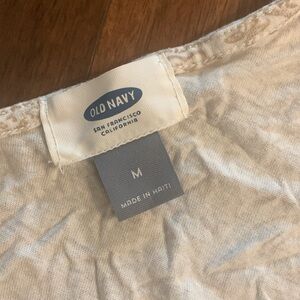 OLD NAVY
SAN FRANCISCO
CALIFORNIA
M
MADE IN HAITI